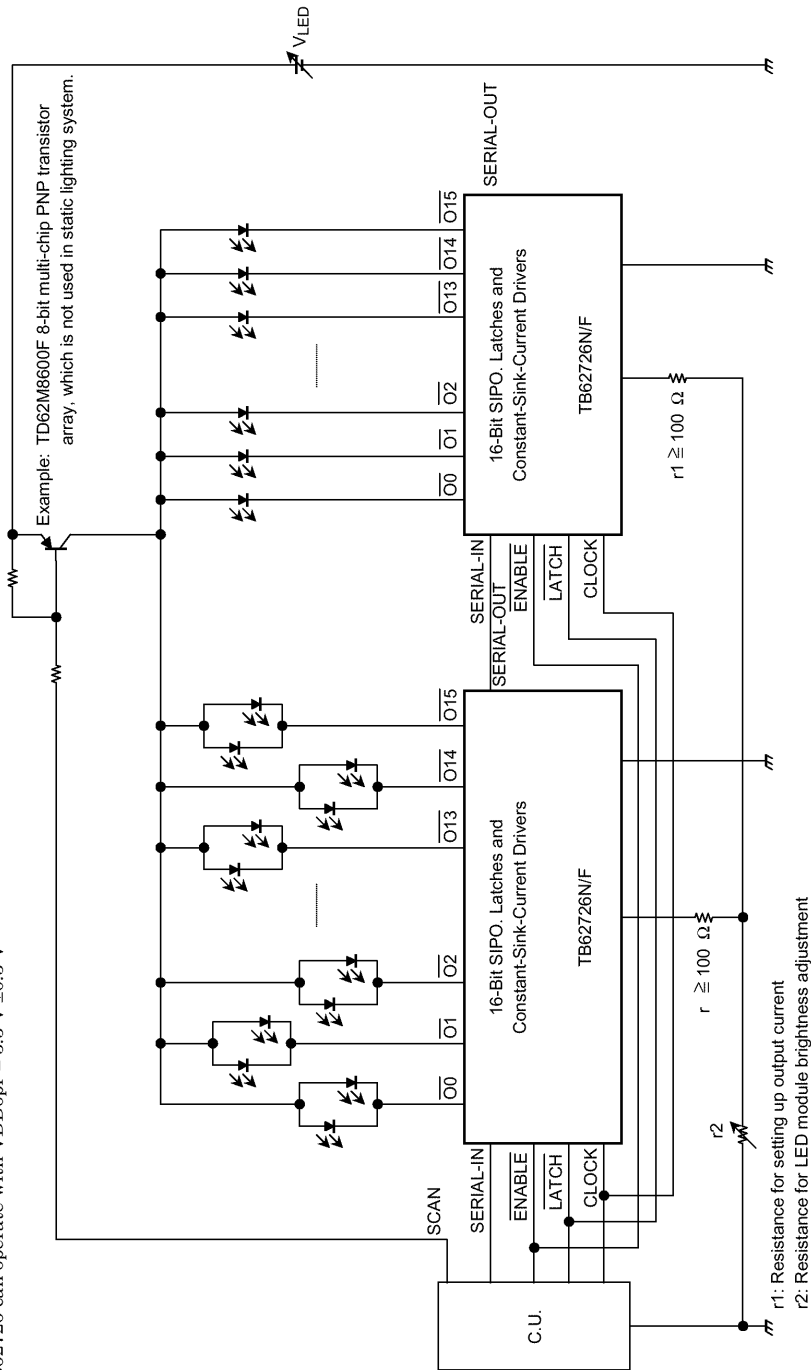 Example: TD62M8600F 8-bit multi-chip PNP transistor
array, which is not used in static lighting system.
VLED
SCAN
C.U.
SERIAL-IN
ENABLE
LATCH
CLOCK
O0
O1
O2
O13
O14
O15
16-Bit SIPO. Latches and
Constant-Sink-Current Drivers
TB62726N/F
SERIAL-OUT
r ≧100 Ω
r2
SERIAL-IN
ENABLE
LATCH
CLOCK
O0
O1
O2
O13
O14
O15
16-Bit SIPO. Latches and
Constant-Sink-Current Drivers
TB62726N/F
SERIAL-OUT
r1 ≧ 100 Ω
r1: Resistance for setting up output current
r2: Resistance for LED module brightness adjustment